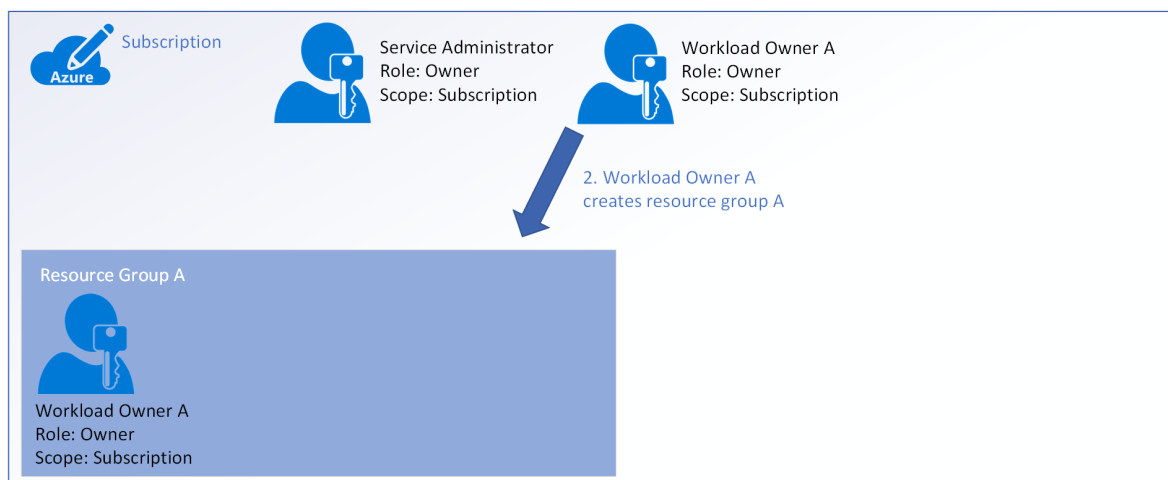 Azure
Subscription
Service Administrator
Role: Owner
Scope: Subscription
Workload Owner A
Role: Owner
Scope: Subscription
2. Workload Owner A
creates resource group A
Resource Group A
Workload Owner A
Role: Owner
Scope: Subscription